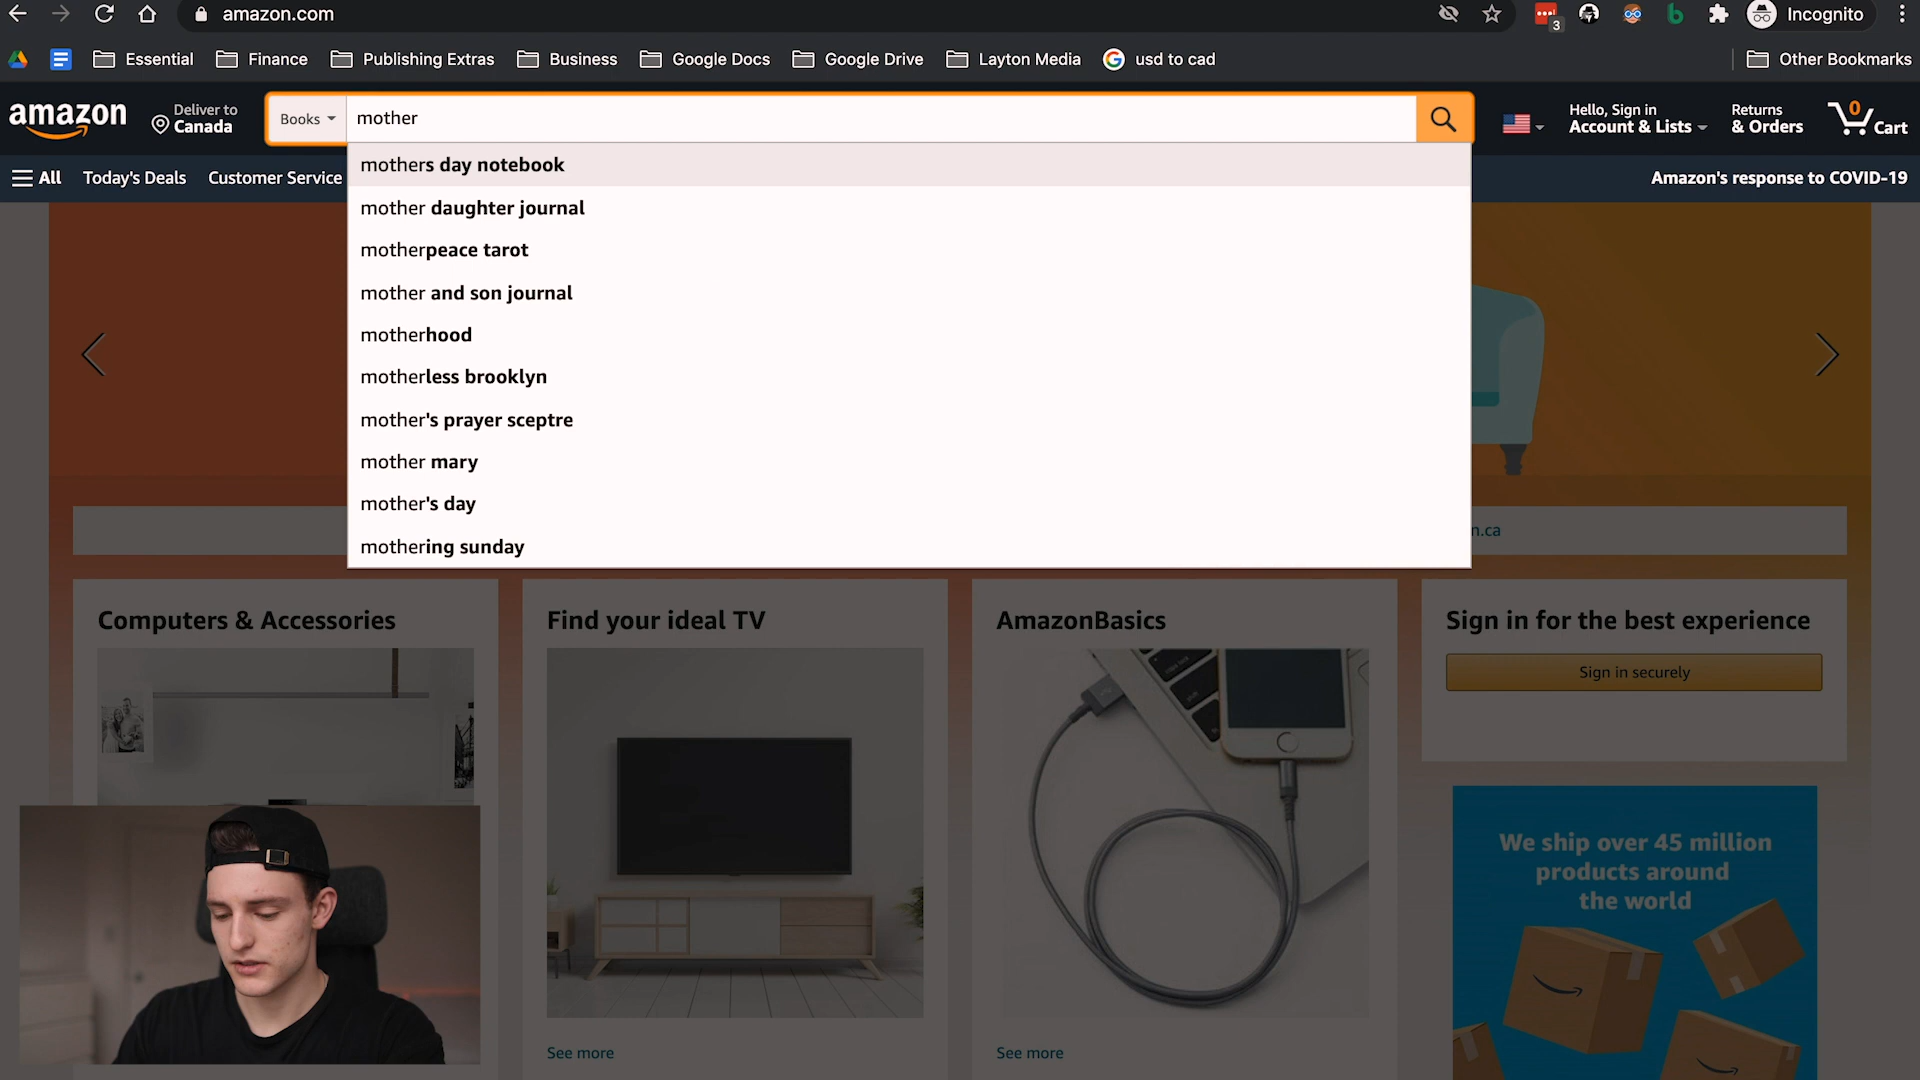 amazon.com
3
Incognito
Essential
Finance
Publishing Extras
Business
Google Docs
Google Drive
Layton Media
usd to cad
Other Bookmarks
amazon
Deliver to
Canada
Books
mother
Hello, Sign in
Account & Lists
Returns
& Orders
0
Cart
All
Today's Deals
Customer Service
Amazon's response to COVID-19
mothers day notebook
mother daughter journal
motherpeace tarot
mother and son journal
motherhood
motherless brooklyn
mother's prayer sceptre
mother mary
mother's day
mothering sunday
n.ca
Computers & Accessories
Find your ideal TV
AmazonBasics
Sign in for the best experience
Sign in securely
We ship over 45 million
products around
the world
See more
See more